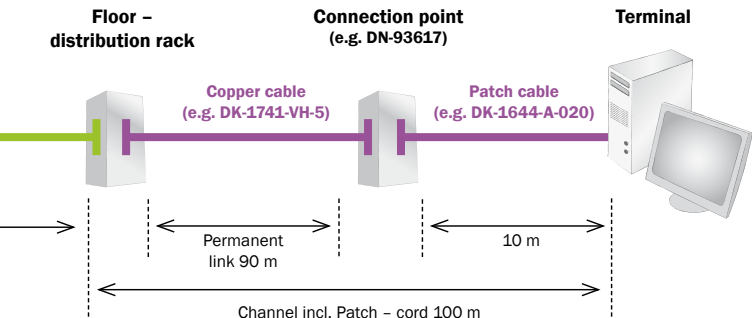 Floor –
distribution rack
Connection point
(e.g. DN-93617)
Terminal
Copper cable
(e.g. DK-1741-VH-5)
Patch cable
(e.g. DK-1644-A-020)
Permanent
link 90 m
10 m
Channel incl. Patch – cord 100 m